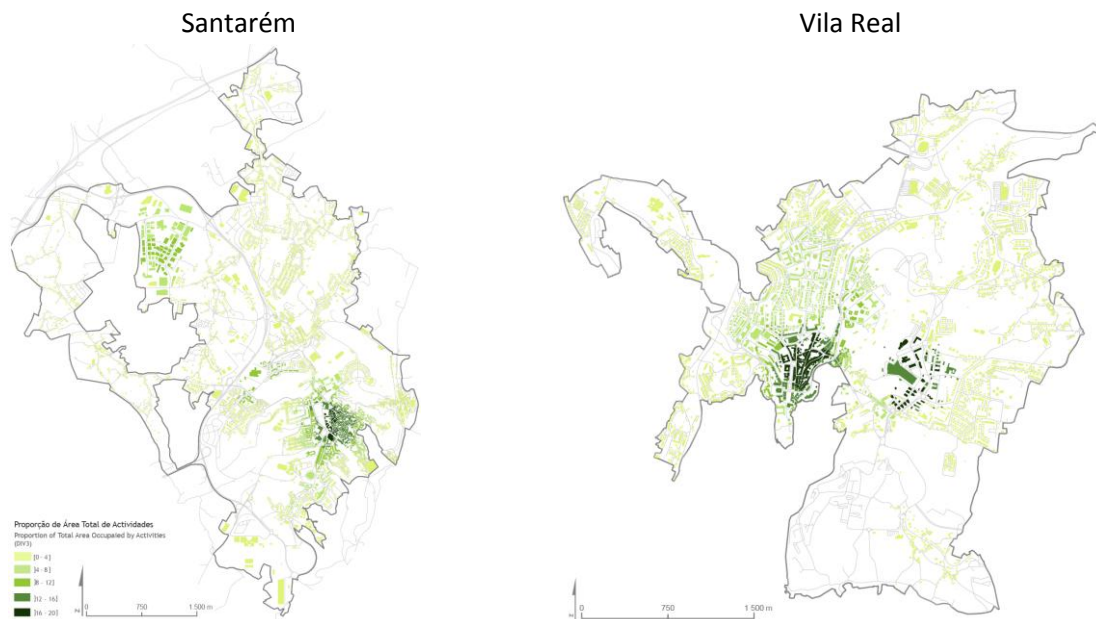 Santarém
Vila Real
Proporção de Área Total de Actividades
Proportion of Total Area Occupaied by Activities
(DIV3)
[0 - 4]
]4 - 8]
]8 - 12]
]12 - 16]
]16 - 20]
N
0 750 1 500 m
N
0 750 1 500 m